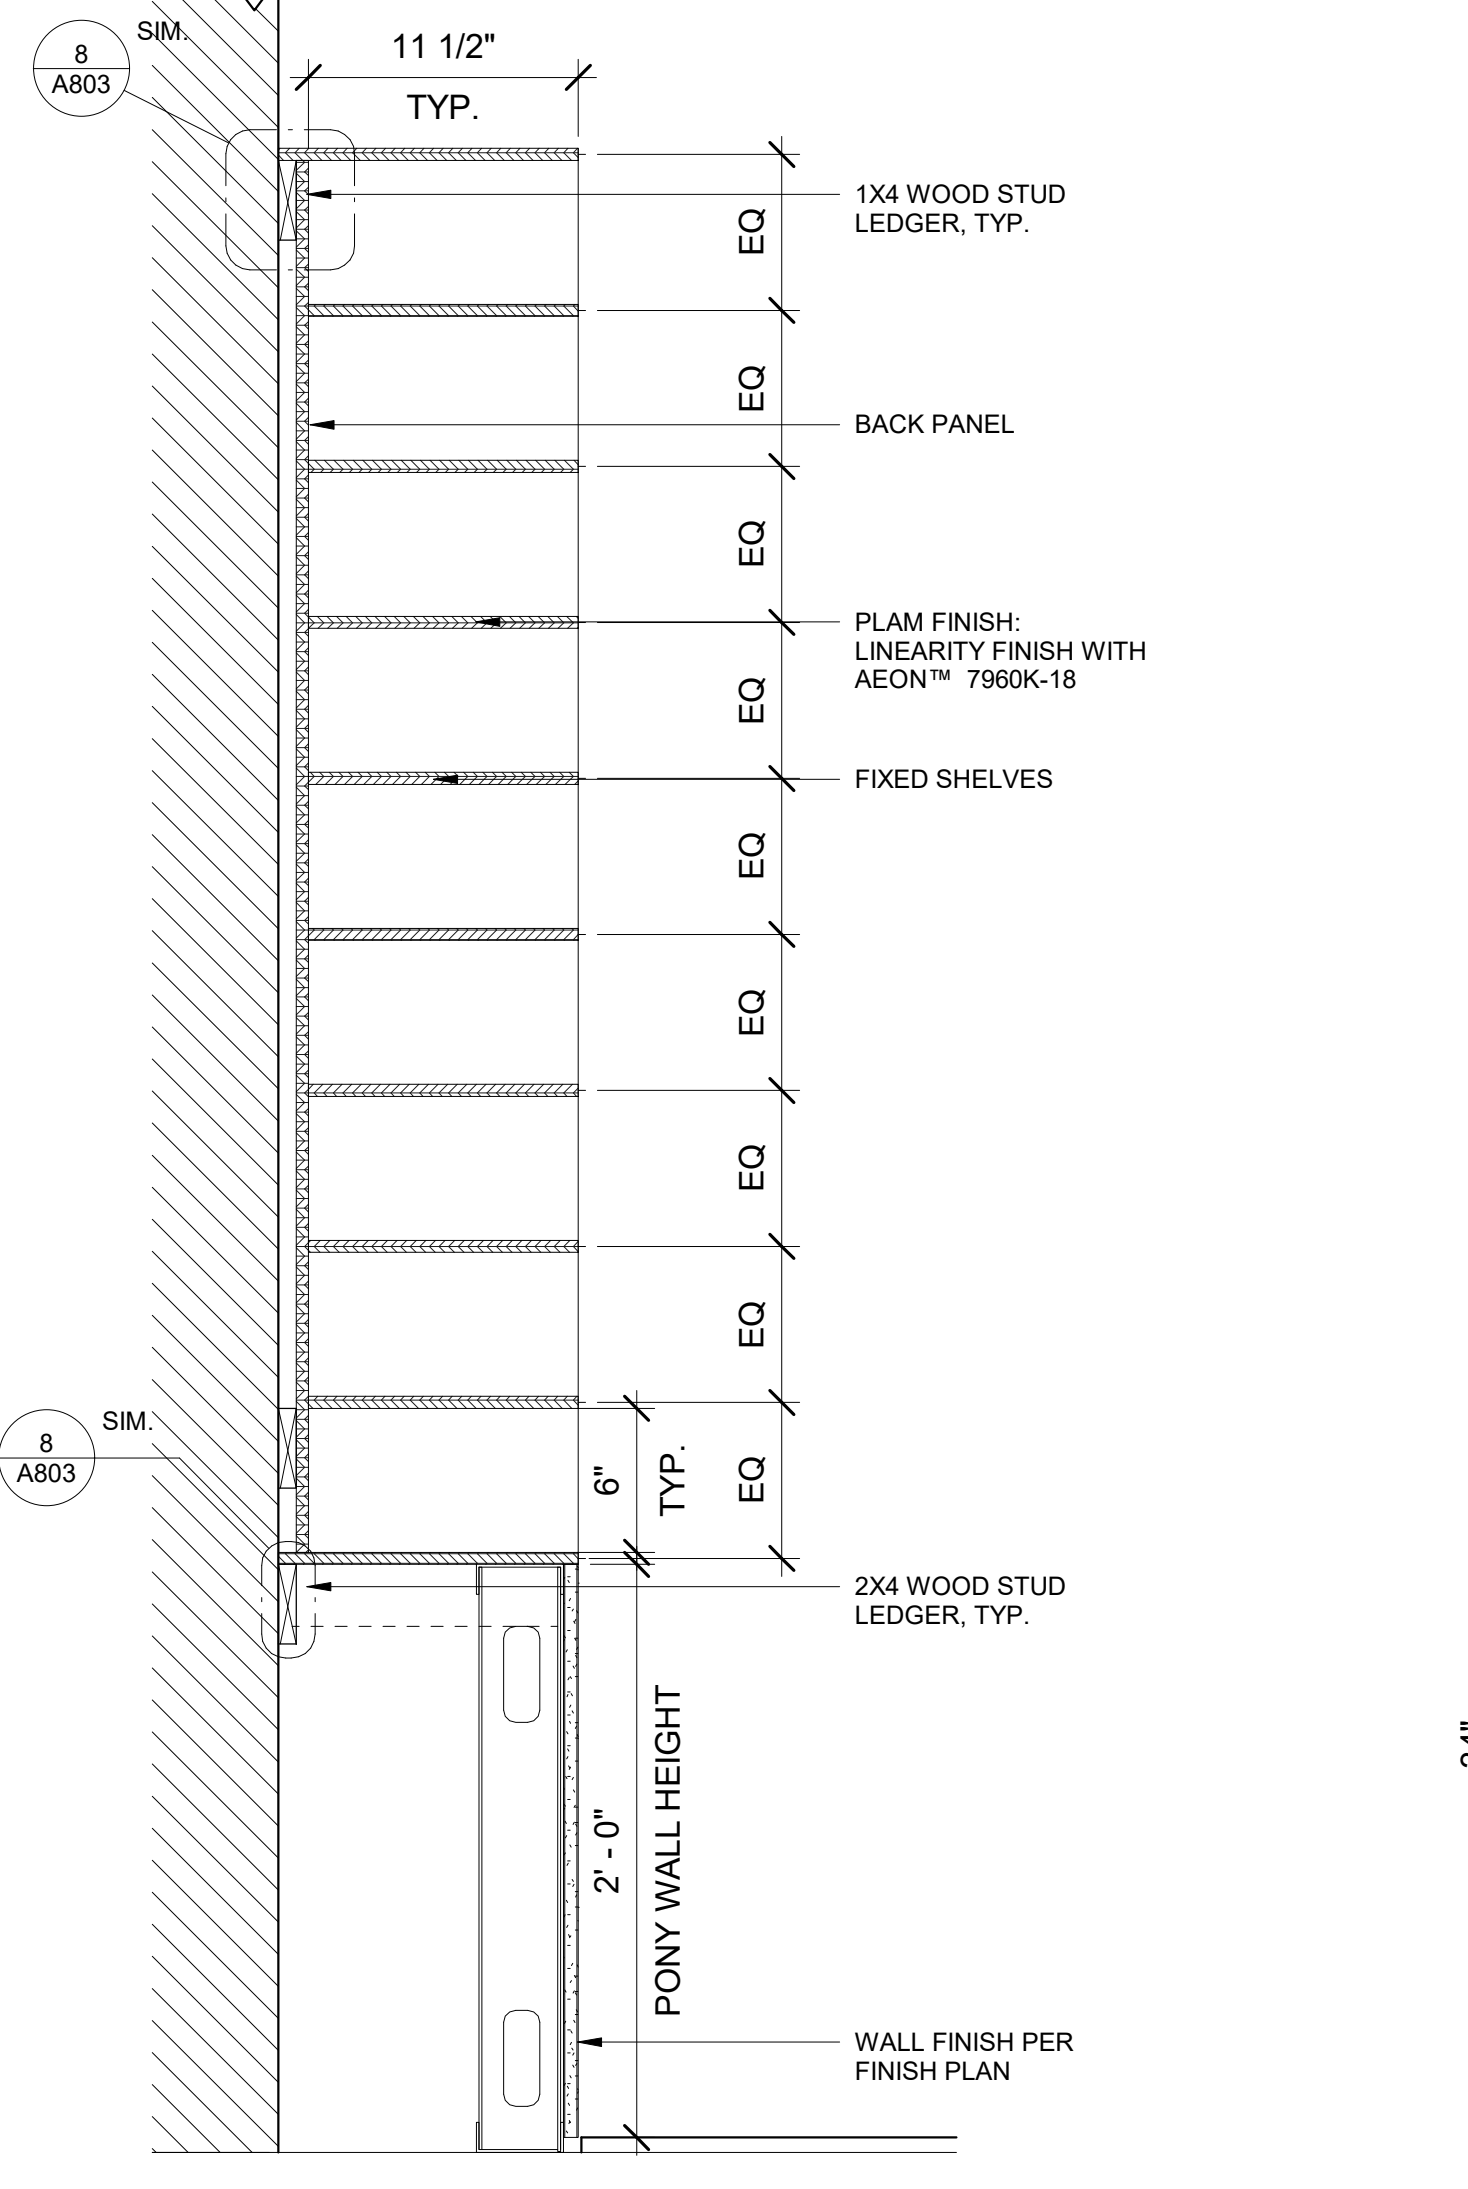 SIM.
8
A803
11 1/2"
TYP.
1X4 WOOD STUD
LEDGER, TYP.
EQ
EQ
BACK PANEL
EQ
PLAM FINISH:
LINEARITY FINISH WITH
AEON™ 7960K-18
EQ
FIXED SHELVES
EQ
EQ
EQ
EQ
SIM.
8
A803
6"
TYP.
EQ
2X4 WOOD STUD
LEDGER, TYP.
2' - 0"
PONY WALL HEIGHT
WALL FINISH PER
FINISH PLAN